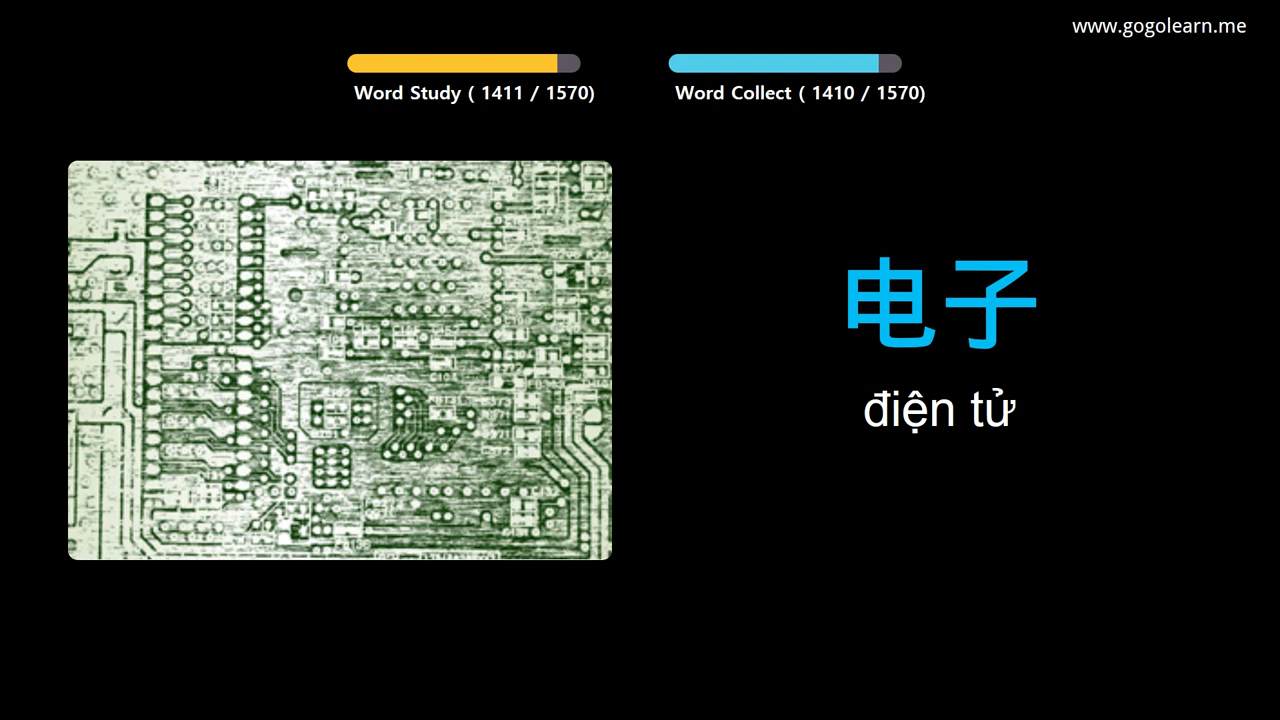 www.gogolearn.me
Word Study ( 1411 / 1570)
Word Collect ( 1410 / 1570)
电子
điện tử